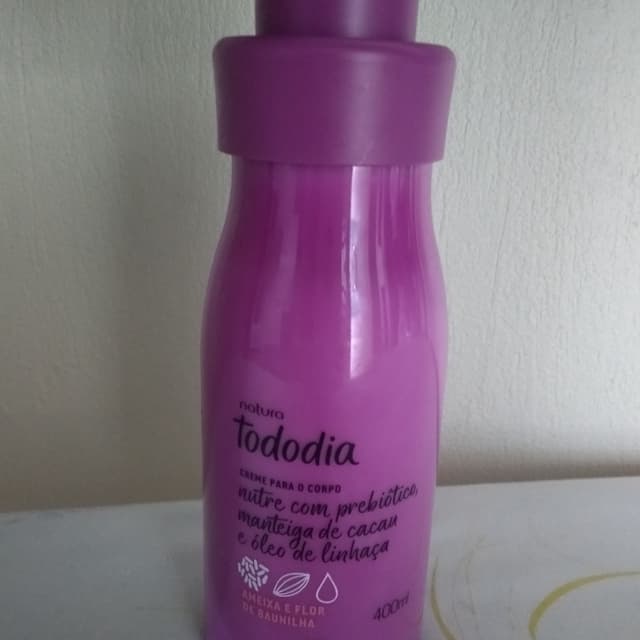 natura
tododia
CREME PARA O CORPO
nutre com prebiótico,
manteiga de cacau
e óleo de linhaça
AMEIXA E FLOR
DE BAUNILHA
400ml